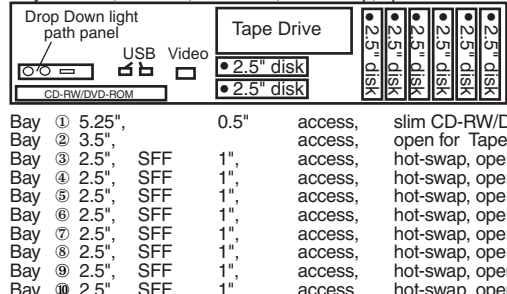 Drop Down light
path panel
USB Video
Tape Drive
2.5" disk
2.5" disk
CD-RW/DVD-ROM
2.5" disk
2.5" disk
2.5" disk
2.5" disk
2.5" disk
2.5" disk
Bay ① 5.25", 0.5" access, slim CD-RW/D
Bay ② 3.5", access, open for Tape
Bay ③ 2.5", SFF 1", access, hot-swap, ope
Bay ④ 2.5", SFF 1", access, hot-swap, ope
Bay ⑤ 2.5", SFF 1", access, hot-swap, ope
Bay ⑥ 2.5", SFF 1", access, hot-swap, ope
Bay ⑦ 2.5", SFF 1", access, hot-swap, ope
Bay ⑧ 2.5", SFF 1", access, hot-swap, ope
Bay ⑨ 2.5", SFF 1", access, hot-swap, ope
Bay ⑩ 2.5", SFF 1", access, hot-swap, ope